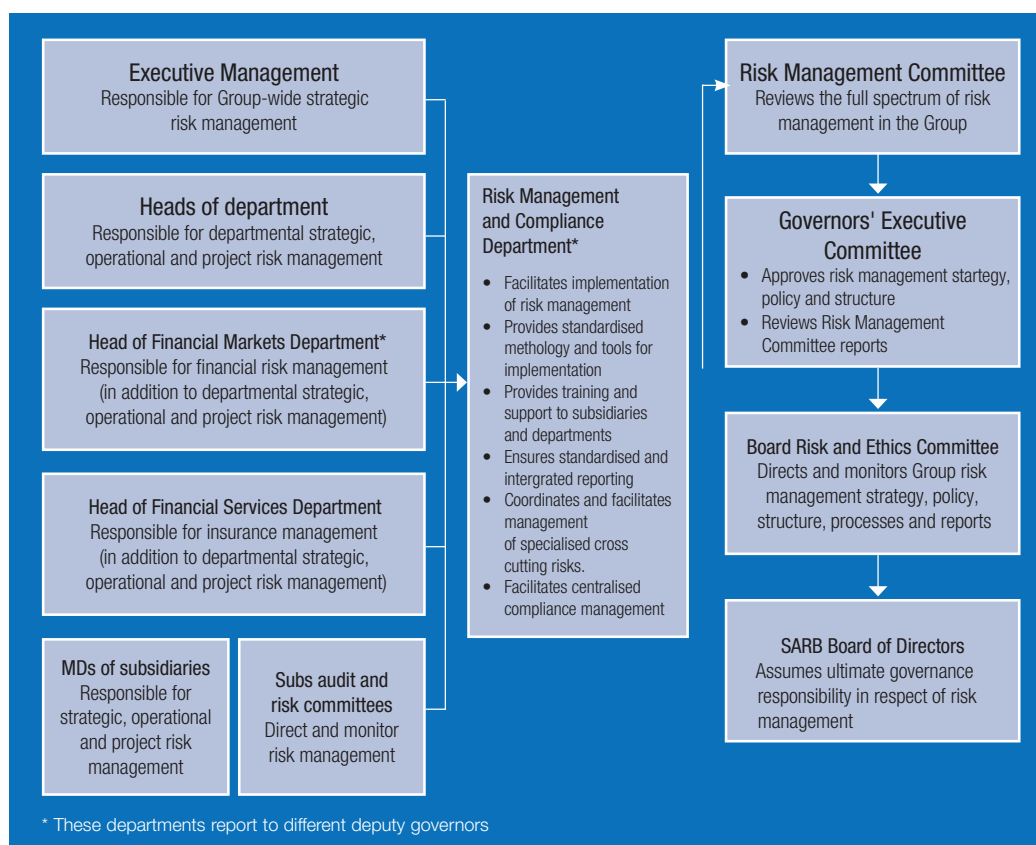 Executive Management
Responsible for Group-wide strategic
risk management
Heads of department
Responsible for departmental strategic,
operational and project risk management
Head of Financial Markets Department*
Responsible for financial risk management
(in addition to departmental strategic,
operational and project risk management)
Head of Financial Services Department
Responsible for insurance management
(in addition to departmental strategic,
operational and project risk management)
MDs of subsidiaries
Responsible for
strategic, operational
and project risk
management
Subs audit and
risk committees
Direct and monitor
risk management
Risk Management
and Compliance
Department*
• Facilitates implementation
of risk management
• Provides standardised
methology and tools for
implementation
• Provides training and
support to subsidiaries
and departments
• Ensures standardised and
intergrated reporting
• Coordinates and facilitates
management
of specialised cross
cutting risks.
• Facilitates centralised
compliance management
Risk Management Committee
Reviews the full spectrum of risk
management in the Group
Governors' Executive
Committee
• Approves risk management startegy,
policy and structure
• Reviews Risk Management
Committee reports
Board Risk and Ethics Committee
Directs and monitors Group risk
management strategy, policy,
structure, processes and reports
SARB Board of Directors
Assumes ultimate governance
responsibility in respect of risk
management
* These departments report to different deputy governors